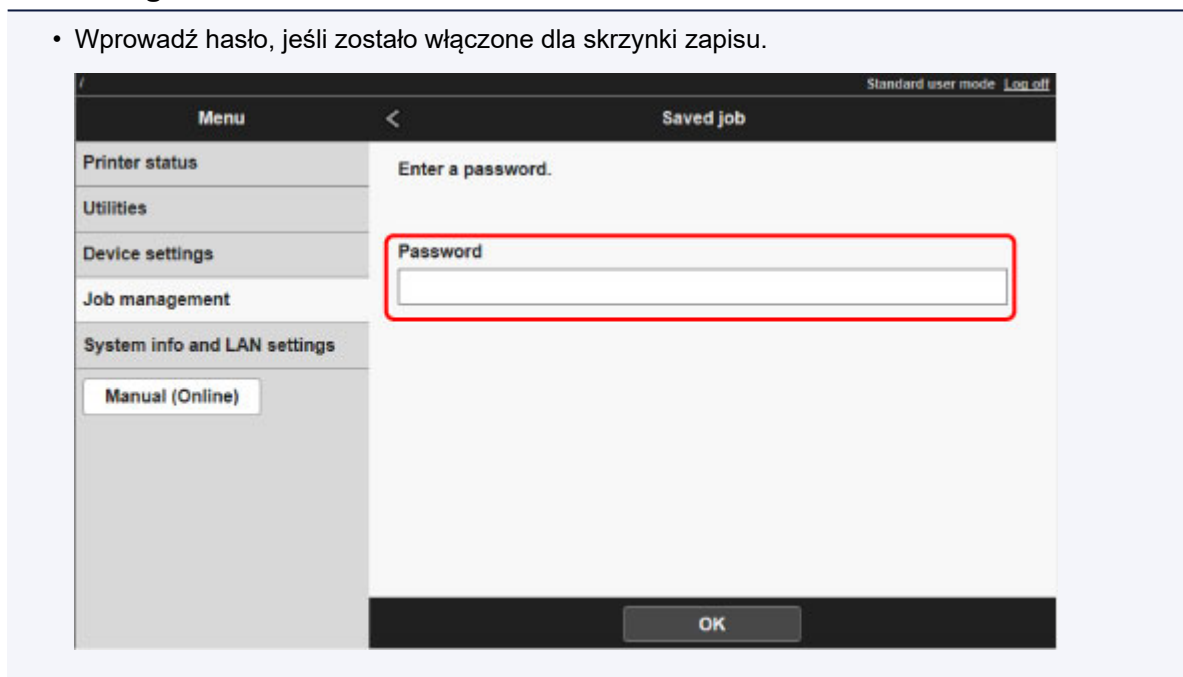 • Wprowadź hasło, jeśli zostało włączone dla skrzynki zapisu.
/ Standard user mode Log off
Menu < Saved job
Printer status
Enter a password.
Utilities
Device settings
Password
Job management
System info and LAN settings
Manual (Online)
OK